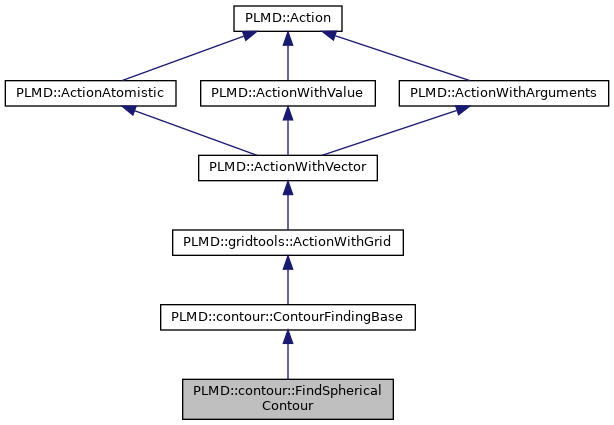 PLMD::Action
PLMD::ActionAtomistic
PLMD::ActionWithValue
PLMD::ActionWithArguments
PLMD::ActionWithVector
PLMD::gridtools::ActionWithGrid
PLMD::contour::ContourFindingBase
PLMD::contour::FindSpherical
Contour